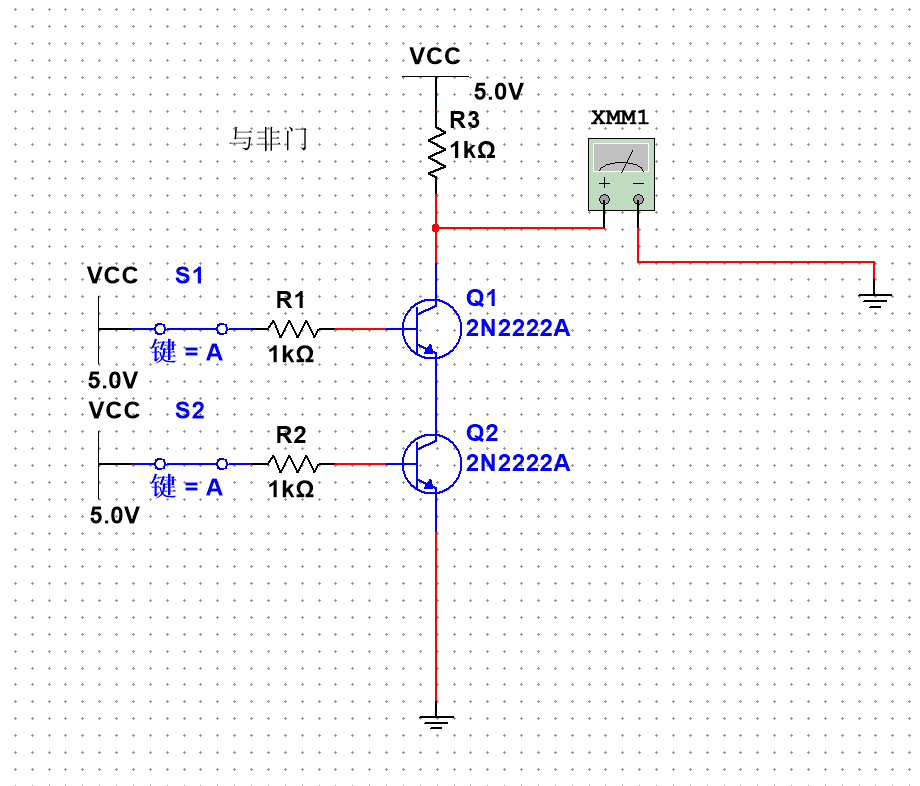 VCC
5.0V
R3
1kΩ
XMM1
与非门
+ −
VCC
S1
R1
Q1
2N2222A
键 = A
1kΩ
5.0V
VCC
S2
R2
Q2
2N2222A
键 = A
1kΩ
5.0V